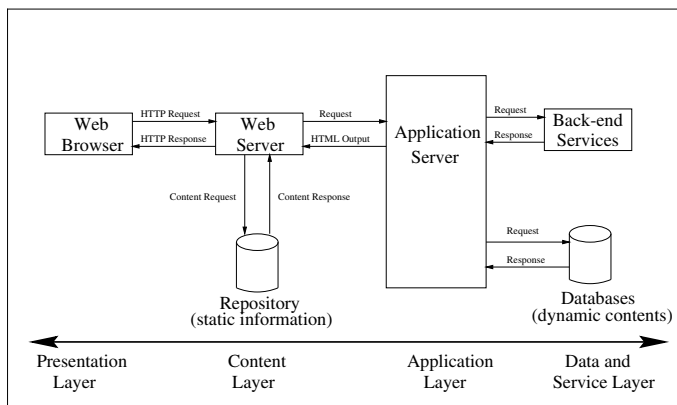 HTTP Request
Web
Browser
HTTP Response
Web
Server
Request
HTML Output
Application
Server
Request
Back-end
Services
Response
Content Request
Content Response
Request
Response
Repository
(static information)
Databases
(dynamic contents)
Presentation
Layer
Content
Layer
Application
Layer
Data and
Service Layer